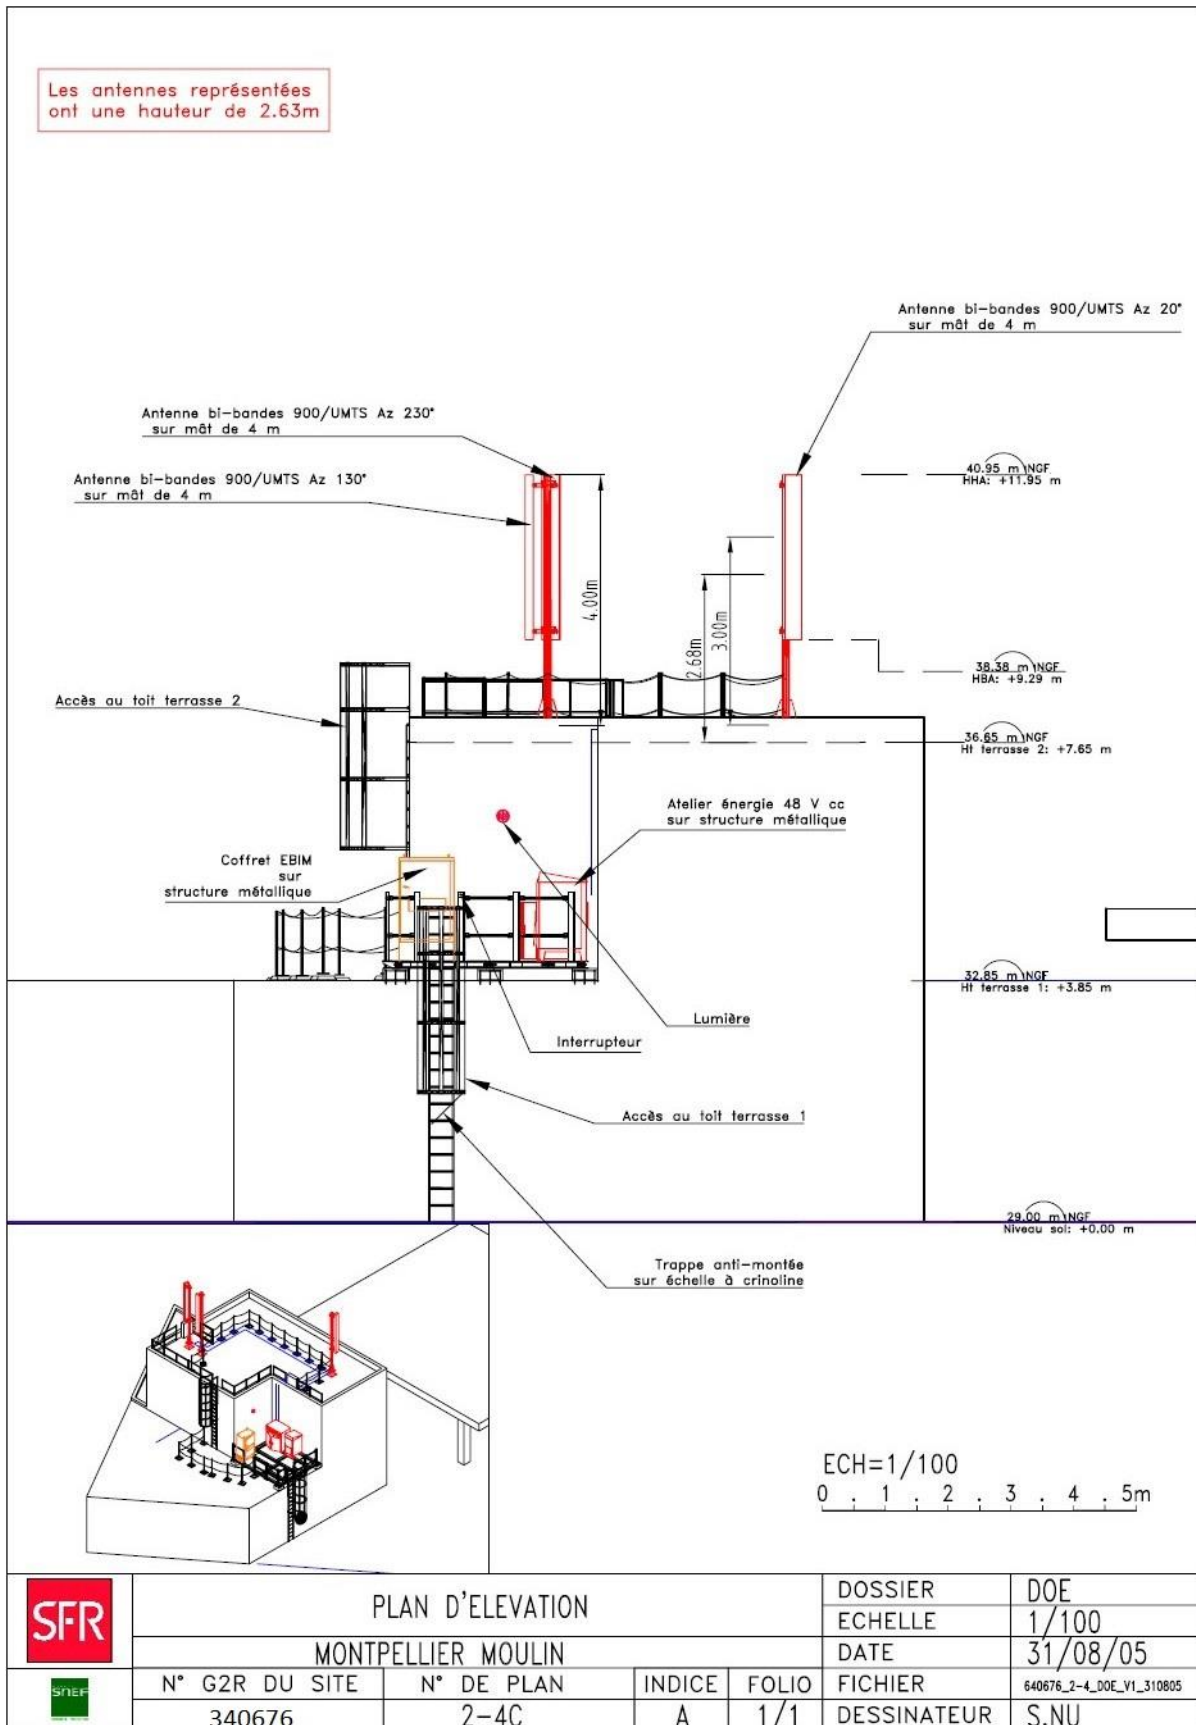 Les antennes représentées
ont une hauteur de 2.63m
Antenne bi-bandes 900/UMTS Az 20°
sur mât de 4 m
Antenne bi-bandes 900/UMTS Az 230°
sur mât de 4 m
Antenne bi-bandes 900/UMTS Az 130°
sur mât de 4 m
40.95 m NGF
HHA: +11.95 m
4.00m
3.00m
2.68m
38.38 m NGF
HBA: +9.29 m
Accès au toit terrasse 2
36.65 m NGF
Ht terrasse 2: +7.65 m
Atelier énergie 48 V cc
sur structure métallique
Coffret EBIM
sur
structure métallique
32.85 m NGF
Ht terrasse 1: +3.85 m
Lumière
Interrupteur
Accès au toit terrasse 1
29.00 m NGF
Niveau sol: +0.00 m
Trappe anti-montée
sur échelle à crinoline
ECH=1/100
0 . 1 . 2 . 3 . 4 . 5m
SFR
PLAN D'ELEVATION
MONTPELLIER MOULIN
DOSSIER DOE
ECHELLE 1/100
DATE 31/08/05
SNEF
N° G2R DU SITE N° DE PLAN INDICE FOLIO FICHIER 640676_2-4_DOE_V1_310805
340676 2-4C A 1/1 DESSINATEUR S.NU